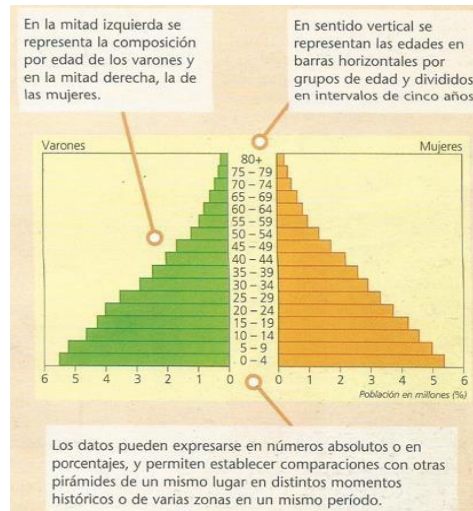 En la mitad izquierda se
representa la composición
por edad de los varones y
en la mitad derecha, la de
las mujeres.
En sentido vertical se
representan las edades en
barras horizontales por
grupos de edad y divididos
en intervalos de cinco años
Varones
Mujeres
80+
75 – 79
70 – 74
65 – 69
60 – 64
55 – 59
50 – 54
45 – 49
40 – 44
35 – 39
30 – 34
25 – 29
20 – 24
15 – 19
10 – 14
5 – 9
0 – 4
6 5 4 3 2 1 0 0 1 2 3 4 5 6
Población en millones (%)
Los datos pueden expresarse en números absolutos o en
porcentajes, y permiten establecer comparaciones con otras
pirámides de un mismo lugar en distintos momentos
históricos o de varias zonas en un mismo período.